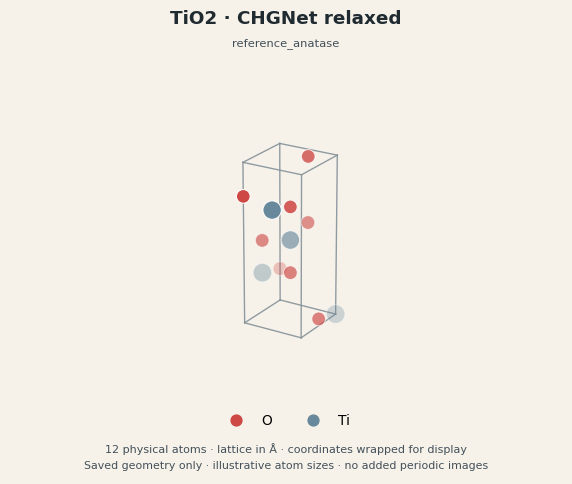 TiO2 · CHGNet relaxed
reference_anatase
O Ti
12 physical atoms · lattice in Å · coordinates wrapped for display
Saved geometry only · illustrative atom sizes · no added periodic images